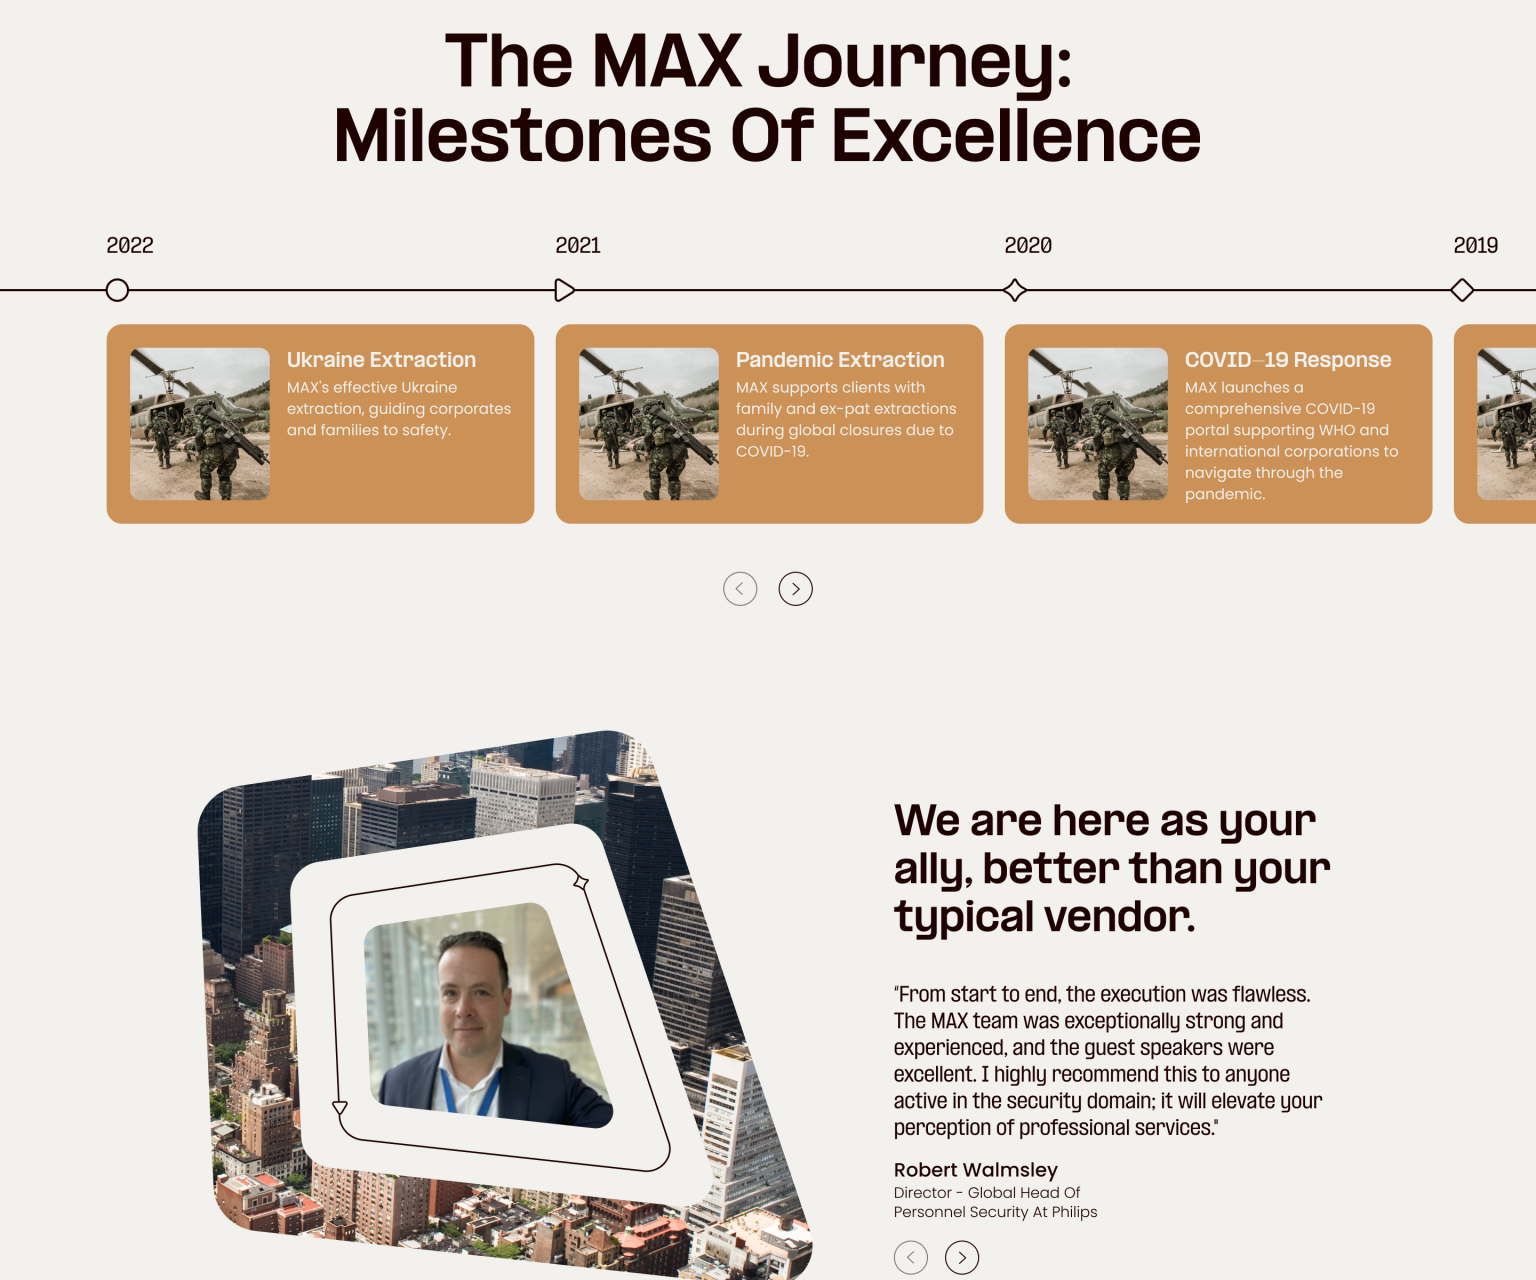 The MAX Journey:
Milestones Of Excellence
2022
2021
2020
2019
Ukraine Extraction
MAX's effective Ukraine
extraction, guiding corporates
and families to safety.
Pandemic Extraction
MAX supports clients with
family and ex-pat extractions
during global closures due to
COVID-19.
COVID-19 Response
MAX launches a
comprehensive COVID-19
portal supporting WHO and
international corporations to
navigate through the
pandemic.
We are here as your
ally, better than your
typical vendor.
"From start to end, the execution was flawless.
The MAX team was exceptionally strong and
experienced, and the guest speakers were
excellent. I highly recommend this to anyone
active in the security domain; it will elevate your
perception of professional services."
Robert Walmsley
Director - Global Head Of
Personnel Security At Philips